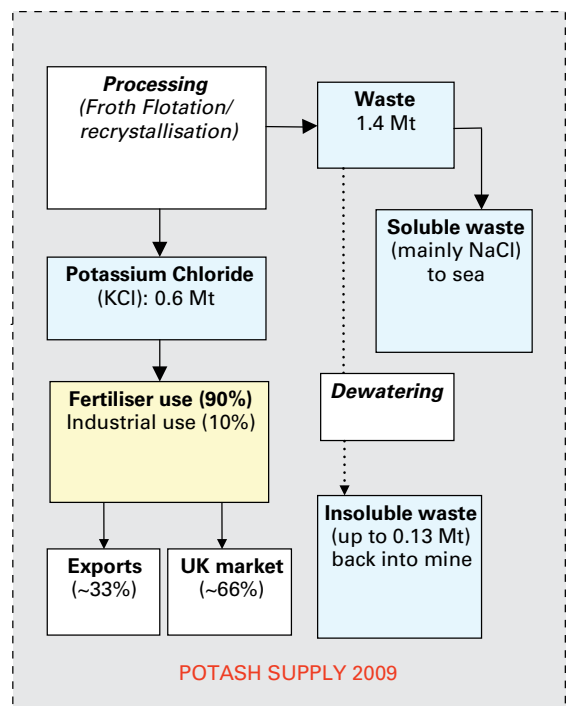 Processing
(Froth Flotation/
recrystallisation)
Waste
1.4 Mt
Soluble waste
(mainly NaCl)
to sea
Potassium Chloride
(KCl): 0.6 Mt
Fertiliser use (90%)
Industrial use (10%)
Dewatering
Insoluble waste
(up to 0.13 Mt)
back into mine
Exports
(~33%)
UK market
(~66%)
POTASH SUPPLY 2009